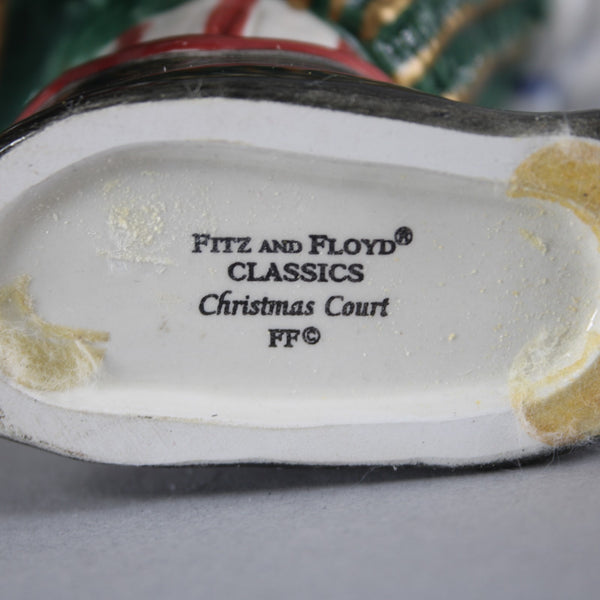 FITZ AND FLOYD®
CLASSICS
Christmas Court
FF©